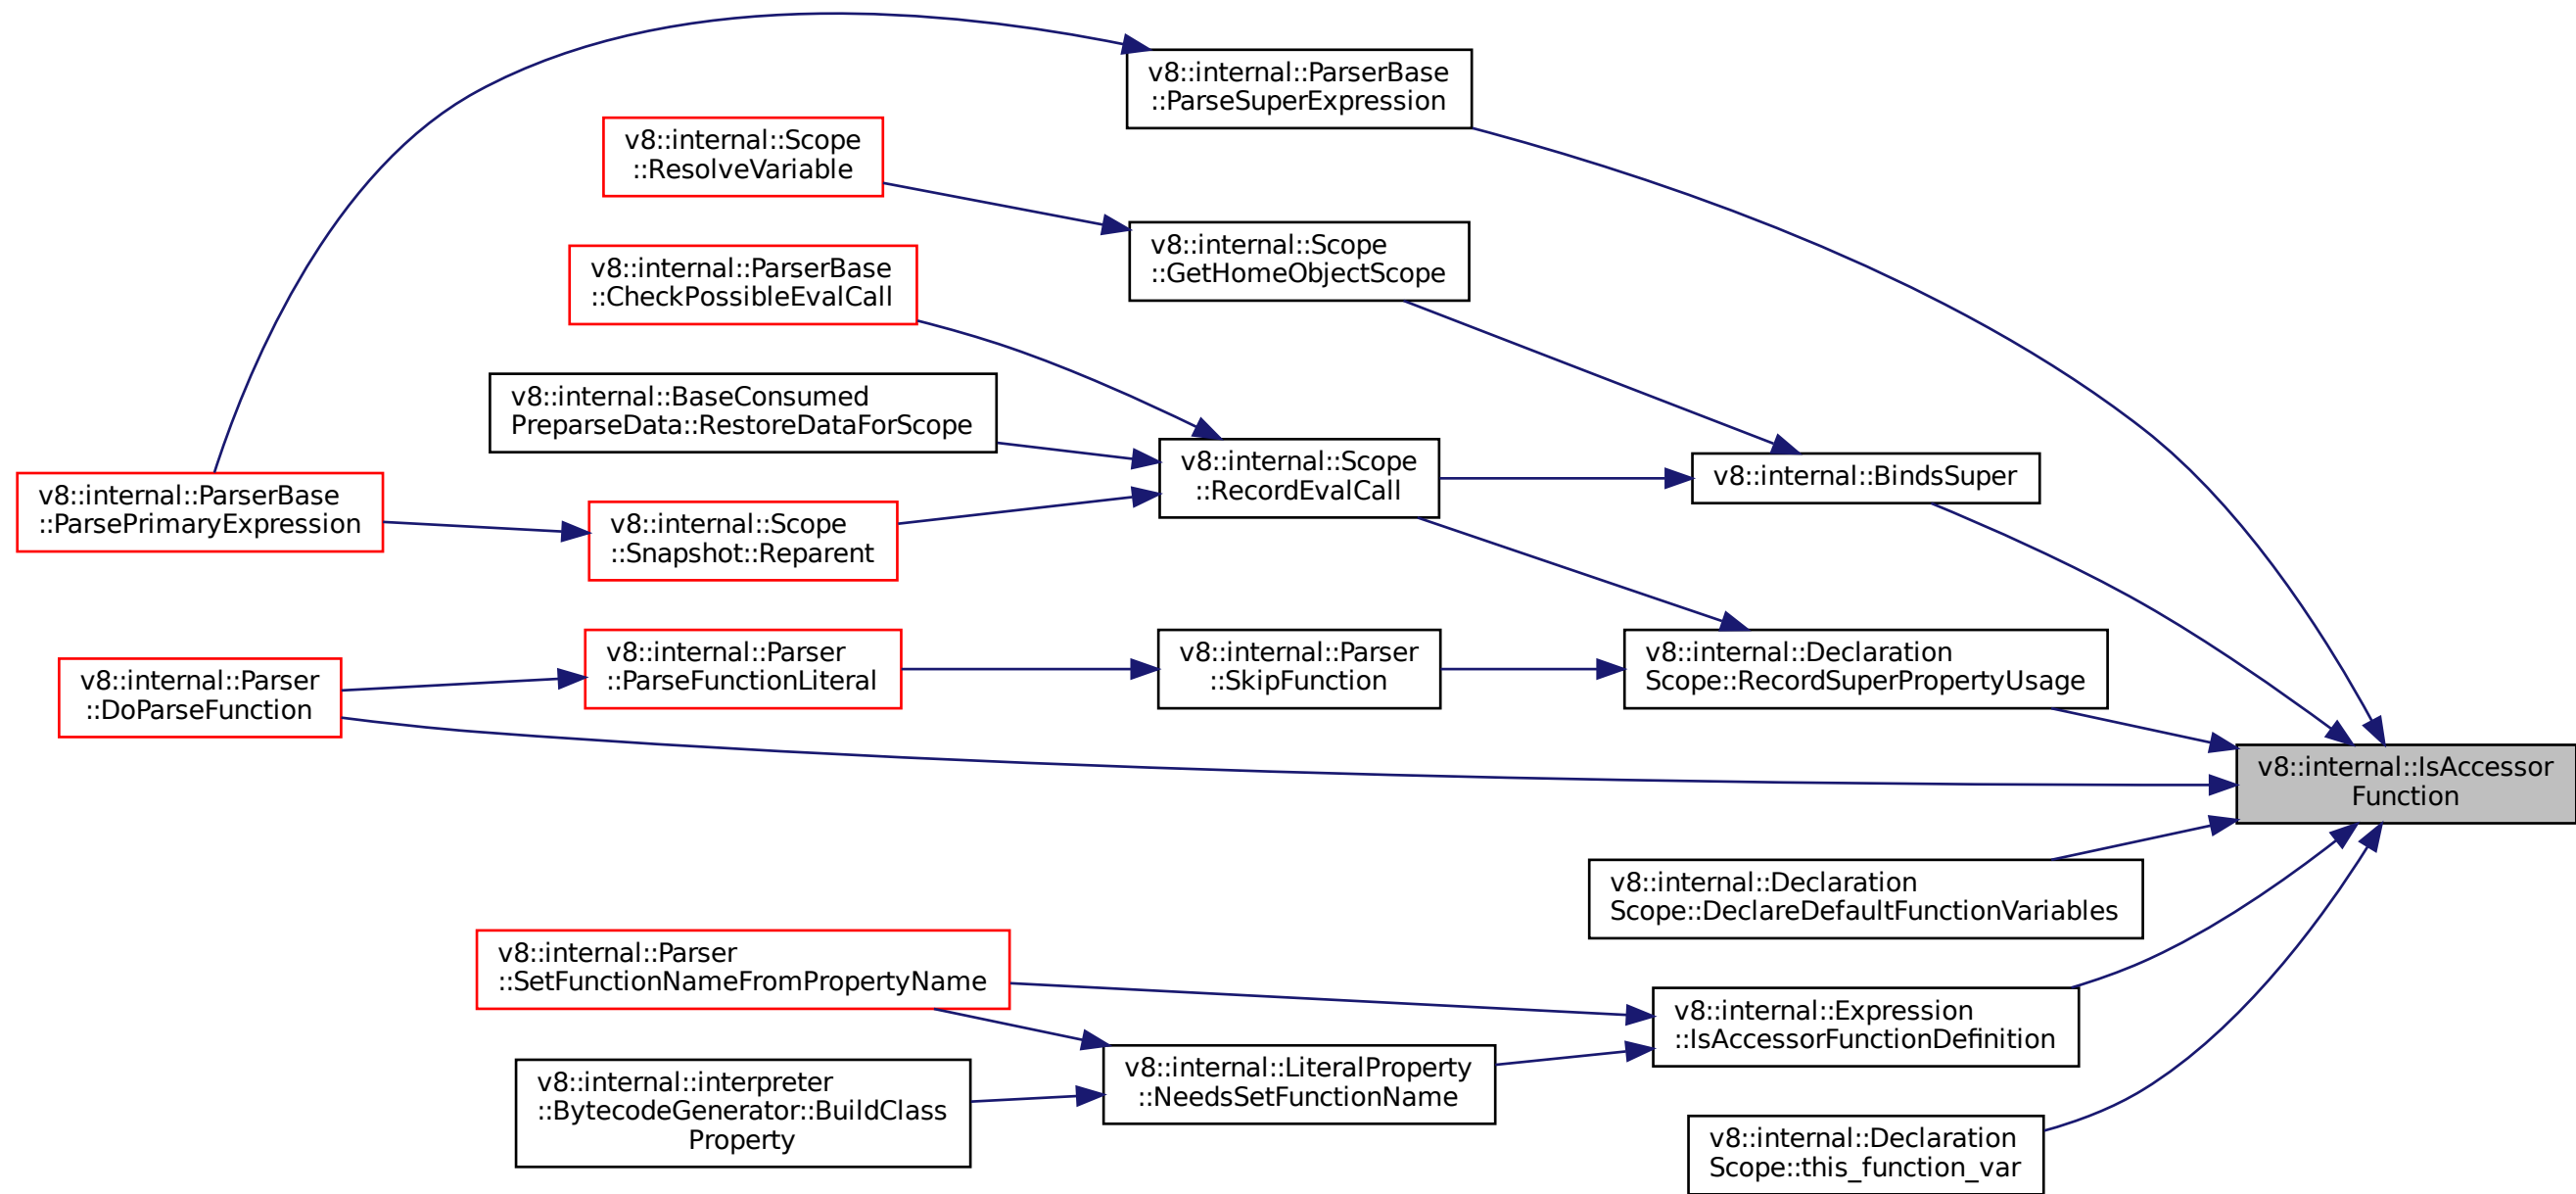 v8::internal::ParserBase
::ParseSuperExpression
v8::internal::Scope
::ResolveVariable
v8::internal::Scope
::GetHomeObjectScope
v8::internal::ParserBase
::CheckPossibleEvalCall
v8::internal::BaseConsumed
PreparseData::RestoreDataForScope
v8::internal::Scope
::RecordEvalCall
v8::internal::BindsSuper
v8::internal::ParserBase
::ParsePrimaryExpression
v8::internal::Scope
::Snapshot::Reparent
v8::internal::Parser
::DoParseFunction
v8::internal::Parser
::ParseFunctionLiteral
v8::internal::Parser
::SkipFunction
v8::internal::Declaration
Scope::RecordSuperPropertyUsage
v8::internal::IsAccessor
Function
v8::internal::Declaration
Scope::DeclareDefaultFunctionVariables
v8::internal::Parser
::SetFunctionNameFromPropertyName
v8::internal::Expression
::IsAccessorFunctionDefinition
v8::internal::interpreter
::BytecodeGenerator::BuildClass
Property
v8::internal::LiteralProperty
::NeedsSetFunctionName
v8::internal::Declaration
Scope::this_function_var